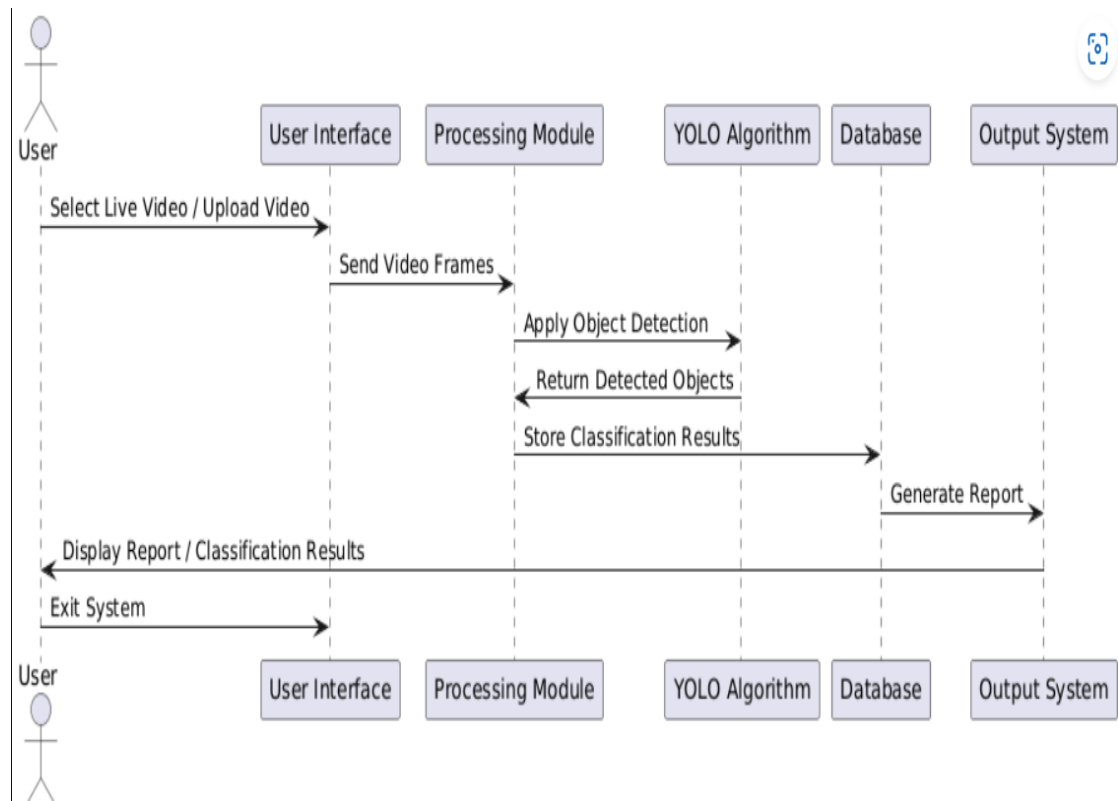 User
User Interface
Processing Module
YOLO Algorithm
Database
Output System
Select Live Video / Upload Video
Send Video Frames
Apply Object Detection
Return Detected Objects
Store Classification Results
Generate Report
Display Report / Classification Results
Exit System
User
User Interface
Processing Module
YOLO Algorithm
Database
Output System